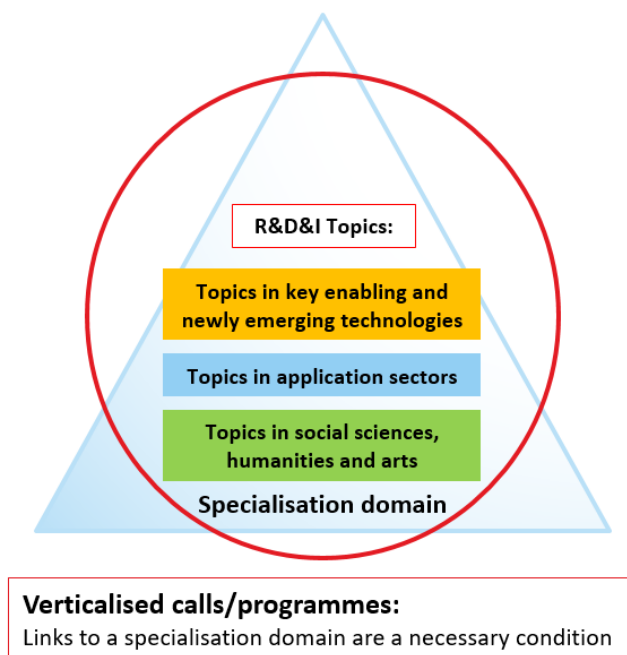 R&D&I Topics:
Topics in key enabling and
newly emerging technologies
Topics in application sectors
Topics in social sciences,
humanities and arts
Specialisation domain
Verticalised calls/programmes:
Links to a specialisation domain are a necessary condition